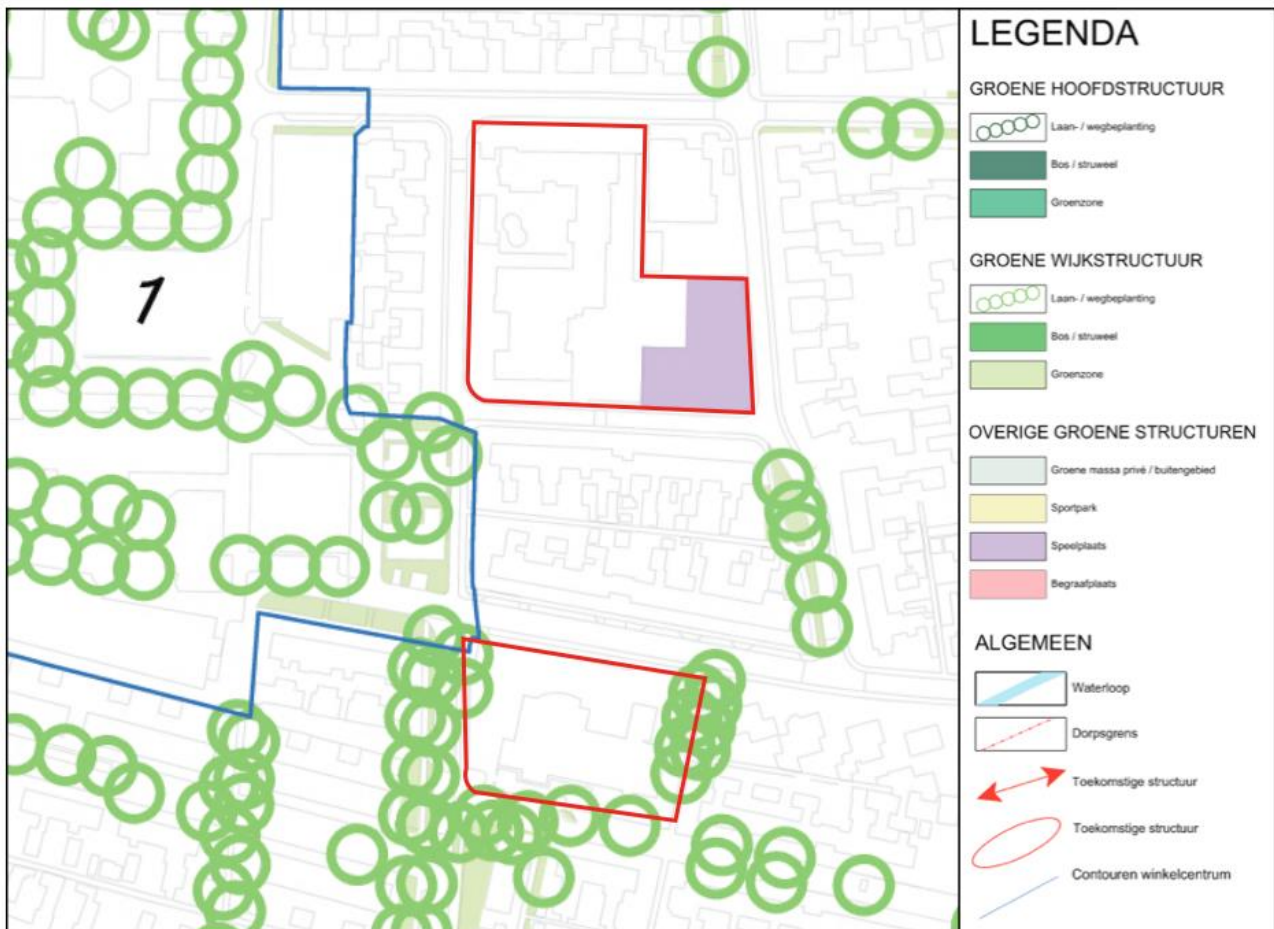 1
LEGENDA
GROENE HOOFDSTRUCTUUR
Laan- / wegbeplanting
Bos / struweel
Groenzone
GROENE WIJKSTRUCTUUR
Laan- / wegbeplanting
Bos / struweel
Groenzone
OVERIGE GROENE STRUCTUREN
Groene massa privé / buitengebied
Sportpark
Speelplaats
Begraafplaats
ALGEMEEN
Waterloop
Dorpsgrens
Toekomstige structuur
Toekomstige structuur
Contouren winkelcentrum